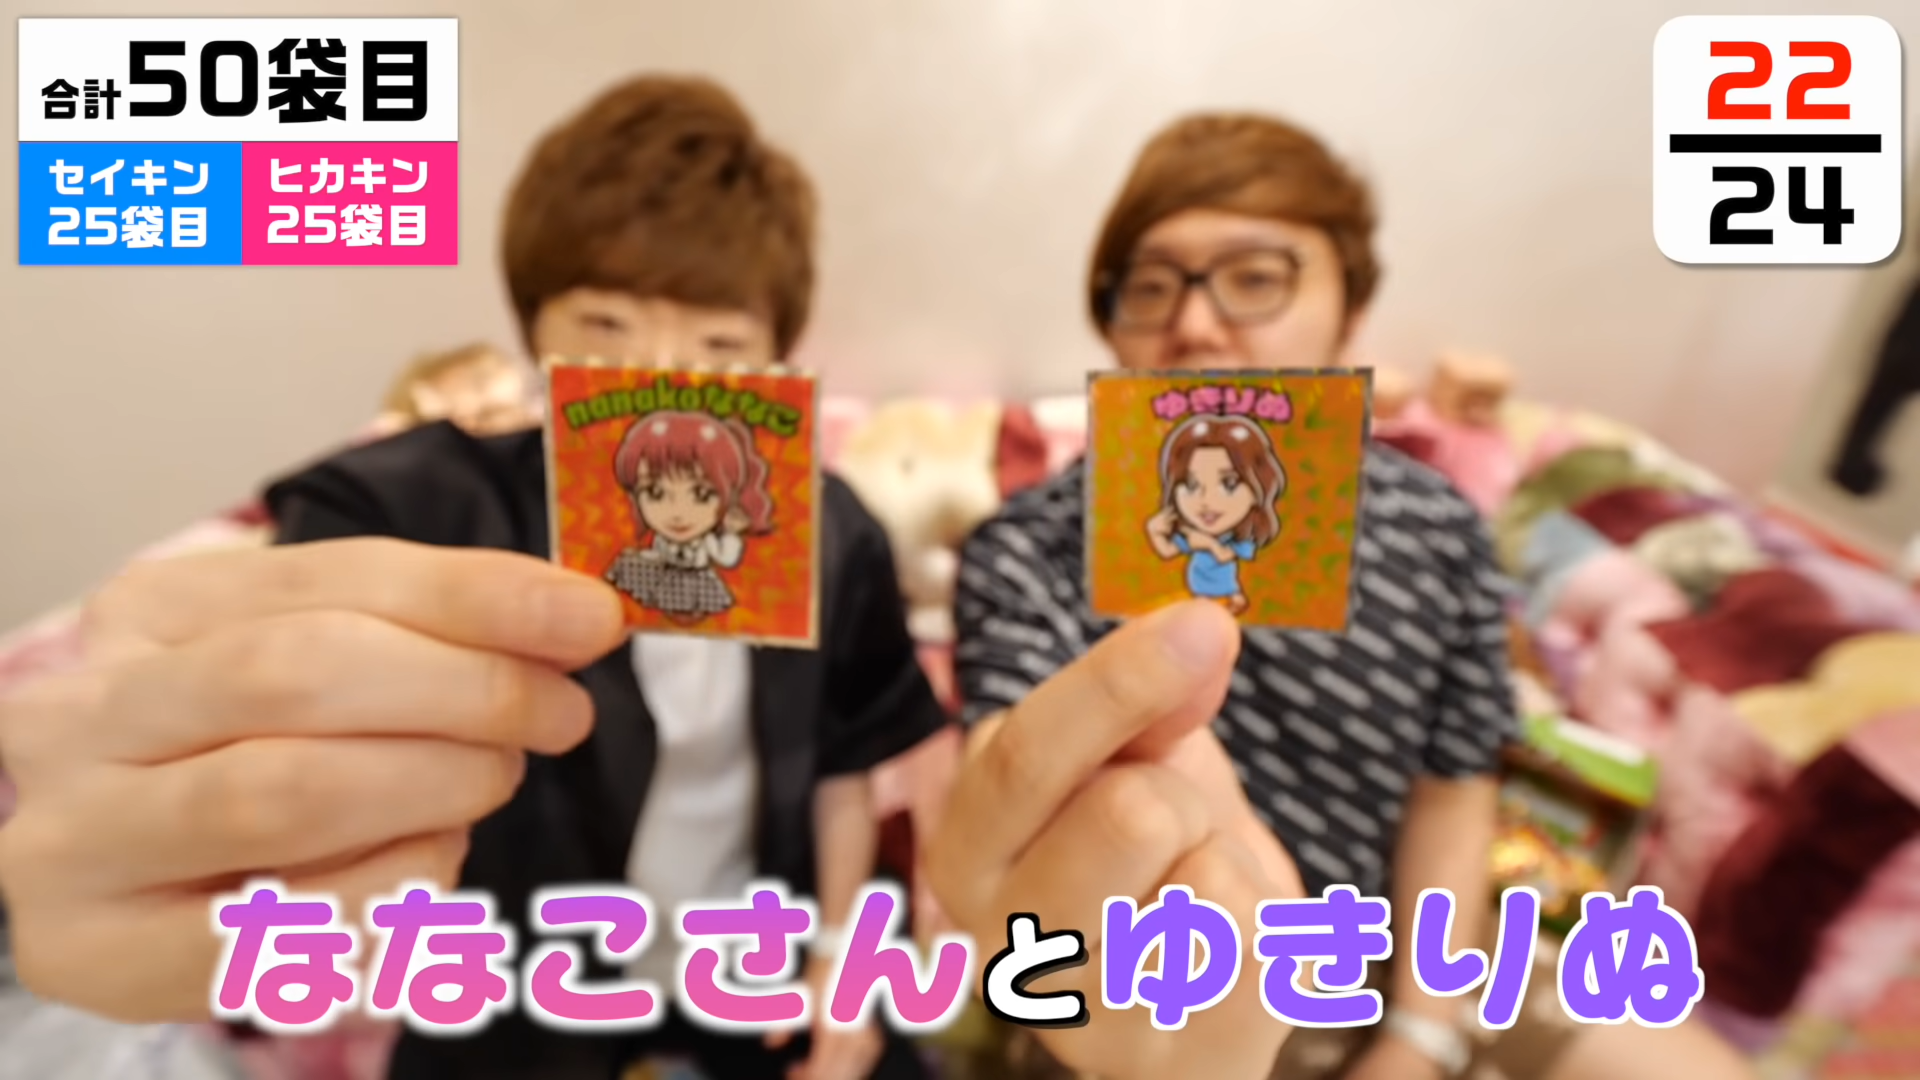 合計50袋目
セイキン
25袋目
ヒカキン
25袋目
22
24
nanakoななこ
ゆきりぬ
ななこさんとゆきりぬ